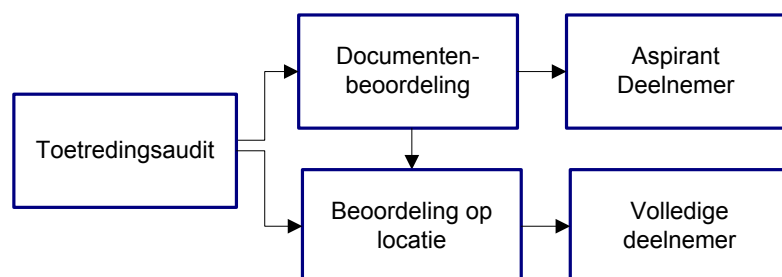 Documenten-
beoordeling
Aspirant
Deelnemer
Toetredingsaudit
Beoordeling op
locatie
Volledige
deelnemer